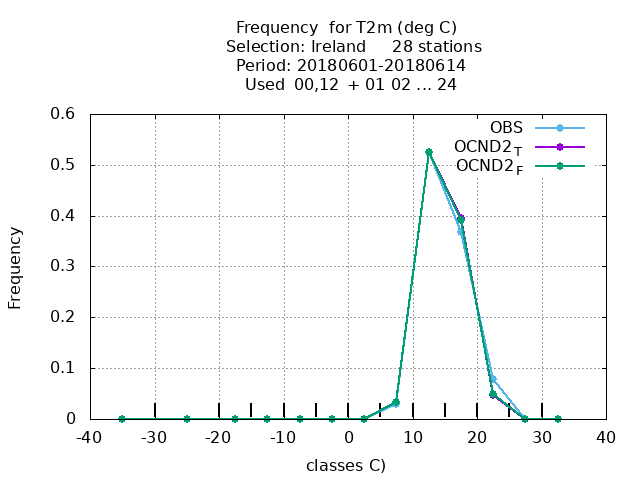 Frequency  for T2m (deg C)
Selection: Ireland     28 stations
Period: 20180601-20180614
Used  00,12  + 01 02 ... 24
0.6
0.5
0.4
0.3
0.2
0.1
0
Frequency
OBS
OCND2_T
OCND2_F
-40 -30 -20 -10 0 10 20 30 40
classes C)